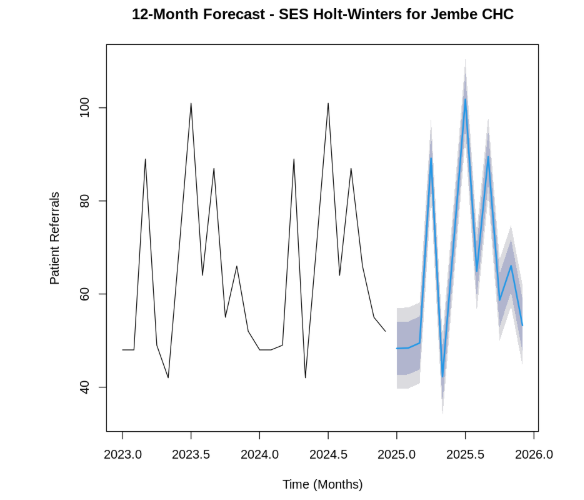 12-Month Forecast - SES Holt-Winters for Jembe CHC
100
80
60
40
Patient Referrals
2023.0 2023.5 2024.0 2024.5 2025.0 2025.5 2026.0
Time (Months)